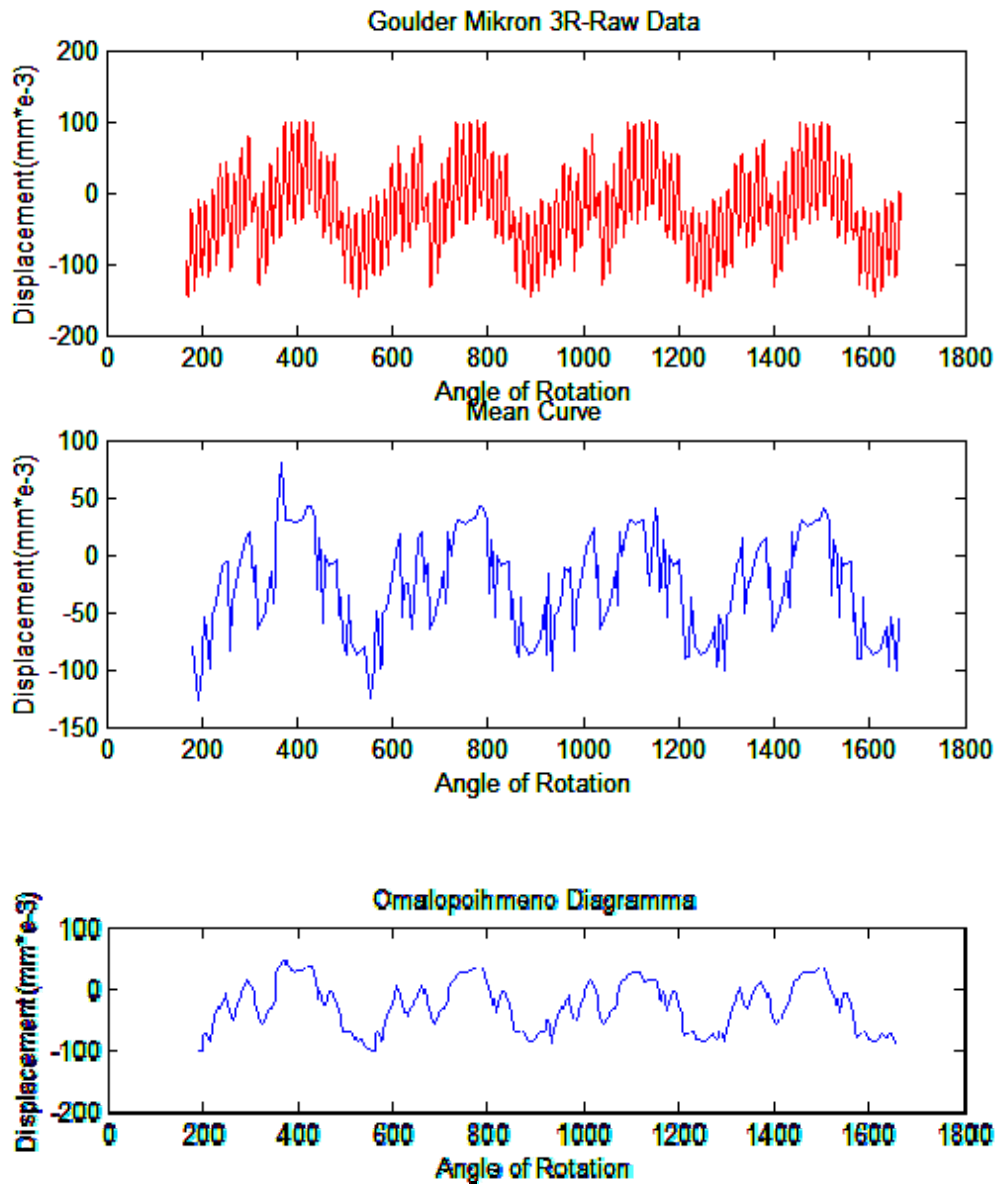 Goulder Mikron 3R-Raw Data
Displacement(mm*e-3)
200
100
0
-100
-200
0 200 400 600 800 1000 1200 1400 1600 1800
Angle of Rotation
Mean Curve
Displacement(mm*e-3)
100
50
0
-50
-100
-150
0 200 400 600 800 1000 1200 1400 1600 1800
Angle of Rotation
Omalopoihmeno Diagramma
Displacement(mm*e-3)
100
0
-100
-200
0 200 400 600 800 1000 1200 1400 1600 1800
Angle of Rotation